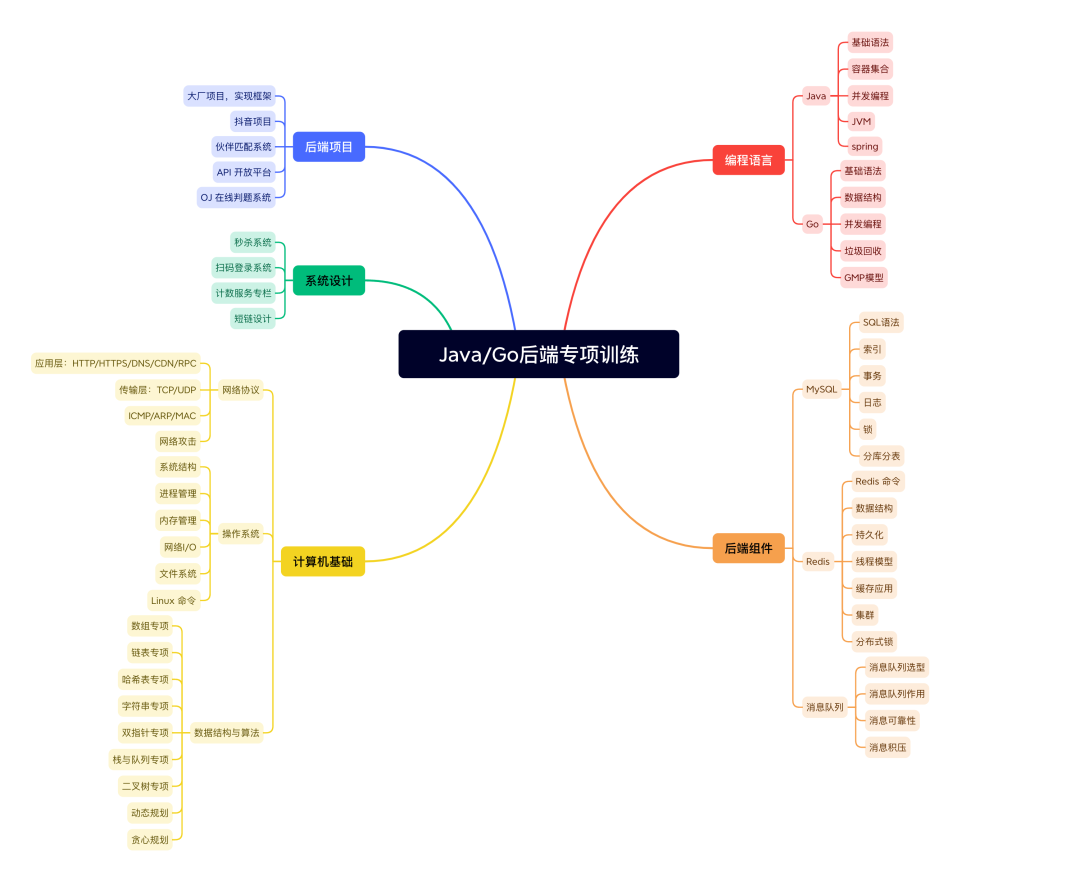 Java/Go后端专项训练
编程语言
Java
基础语法
容器集合
并发编程
JVM
spring
Go
基础语法
数据结构
并发编程
垃圾回收
GMP模型
后端组件
MySQL
SQL语法
索引
事务
日志
锁
分库分表
Redis
Redis 命令
数据结构
持久化
线程模型
缓存应用
集群
分布式锁
消息队列
消息队列选型
消息队列作用
消息可靠性
消息积压
后端项目
大厂项目，实现框架
抖音项目
伙伴匹配系统
API 开放平台
OJ 在线判题系统
系统设计
秒杀系统
扫码登录系统
计数服务专栏
短链设计
计算机基础
网络协议
应用层：HTTP/HTTPS/DNS/CDN/RPC
传输层：TCP/UDP
ICMP/ARP/MAC
网络攻击
操作系统
系统结构
进程管理
内存管理
网络I/O
文件系统
Linux 命令
数据结构与算法
数组专项
链表专项
哈希表专项
字符串专项
双指针专项
栈与队列专项
二叉树专项
动态规划
贪心规划